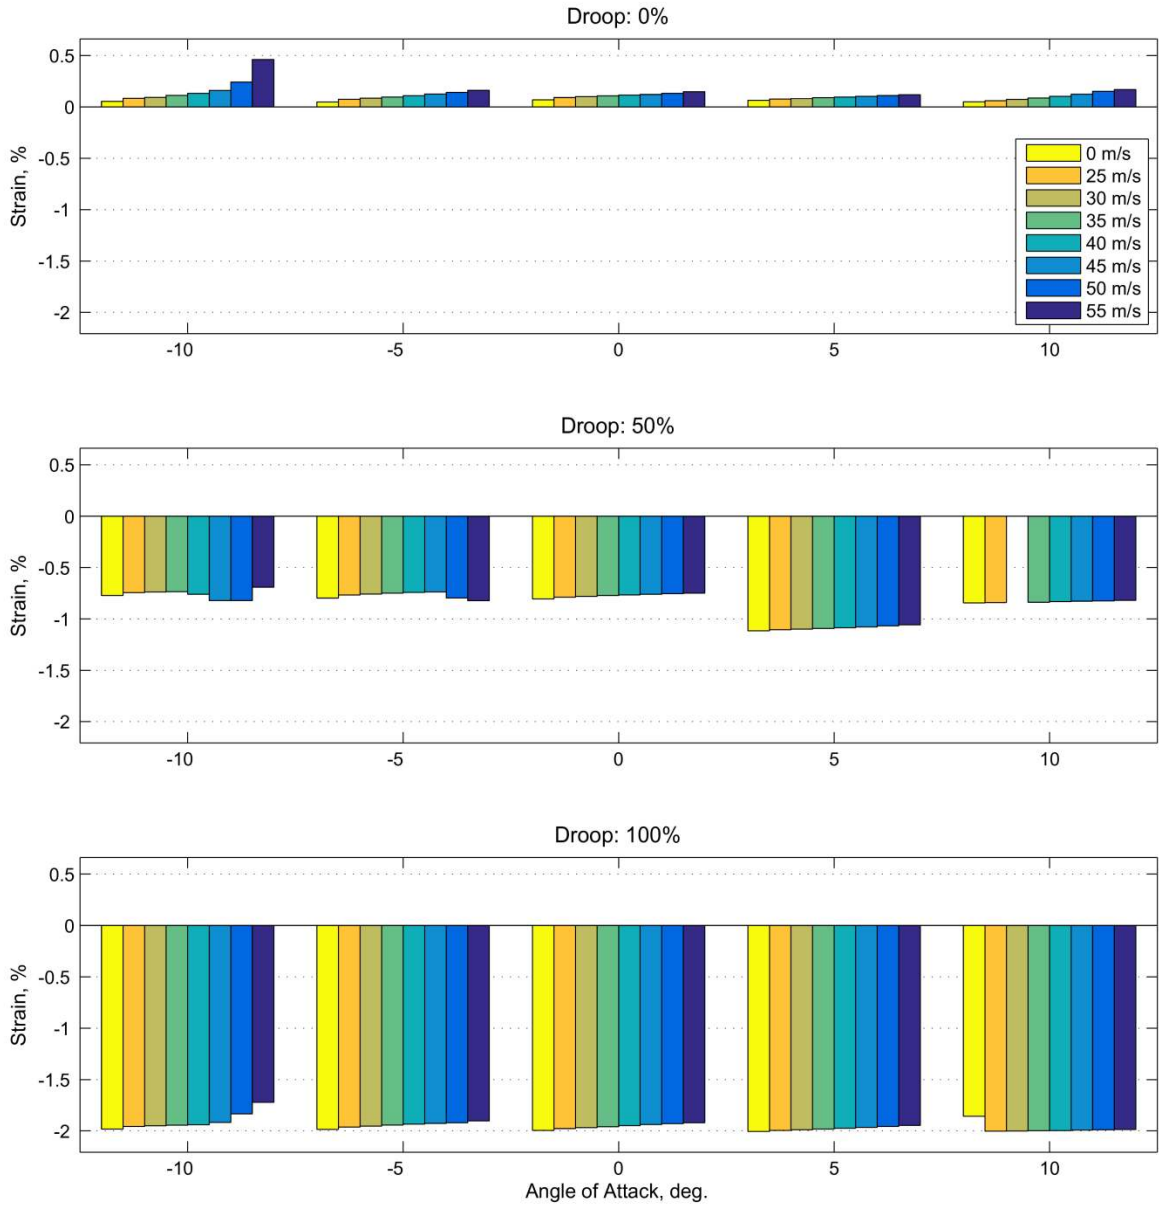 Droop: 0%
0.5
0
-0.5
-1
-1.5
-2
Strain, %
0 m/s
25 m/s
30 m/s
35 m/s
40 m/s
45 m/s
50 m/s
55 m/s
-10 -5 0 5 10
Droop: 50%
0.5
0
-0.5
-1
-1.5
-2
Strain, %
-10 -5 0 5 10
Droop: 100%
0.5
0
-0.5
-1
-1.5
-2
Strain, %
-10 -5 0 5 10
Angle of Attack, deg.